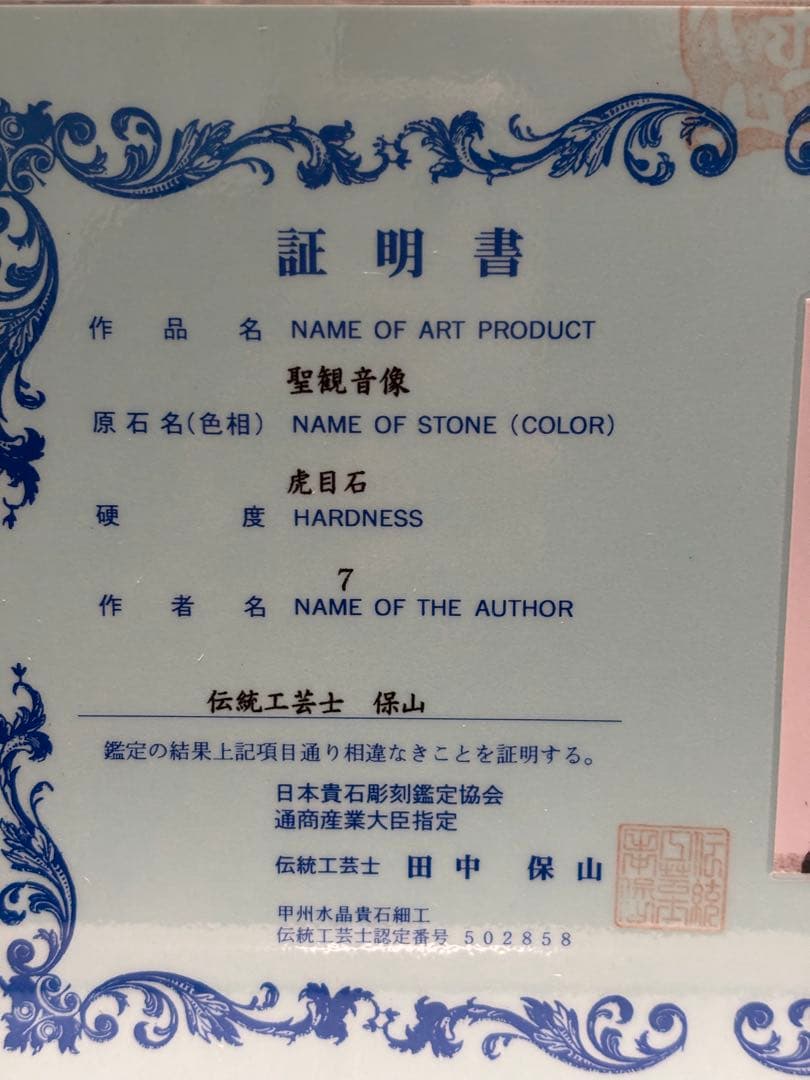 証明書
作品名 NAME OF ART PRODUCT
聖観音像
原石名(色相) NAME OF STONE (COLOR)
虎目石
硬度 HARDNESS
7
作者名 NAME OF THE AUTHOR
伝統工芸士 保山
鑑定の結果上記項目通り相違なきことを証明する。
日本貴石彫刻鑑定協会
通商産業大臣指定
伝統工芸士 田中 保山
甲州水晶貴石細工
伝統工芸士認定番号 502858